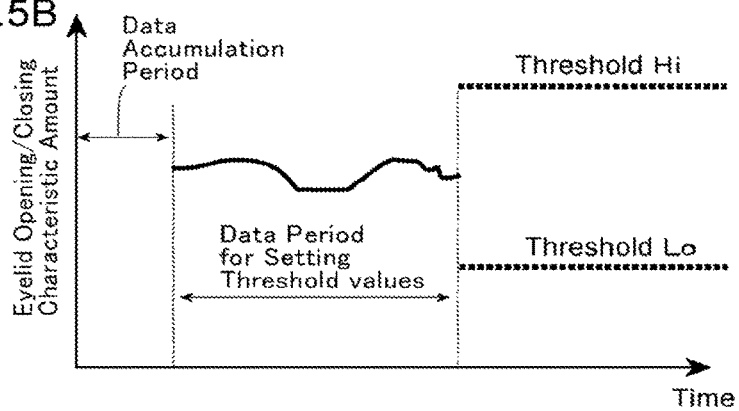 .5B
Data
Accumulation
Period
Threshold Hi
Eyelid Opening/Closing
Characteristic Amount
Data Period
for Setting
Threshold values
Threshold Lo
Time